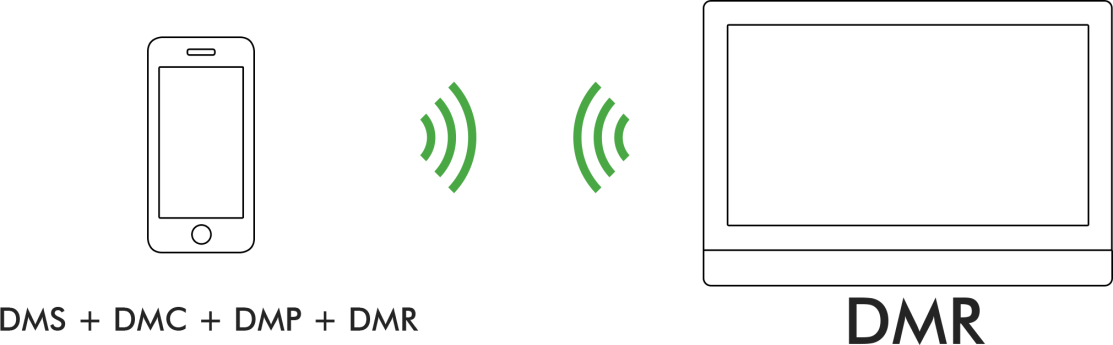 DMS + DMC + DMP + DMR
DMR